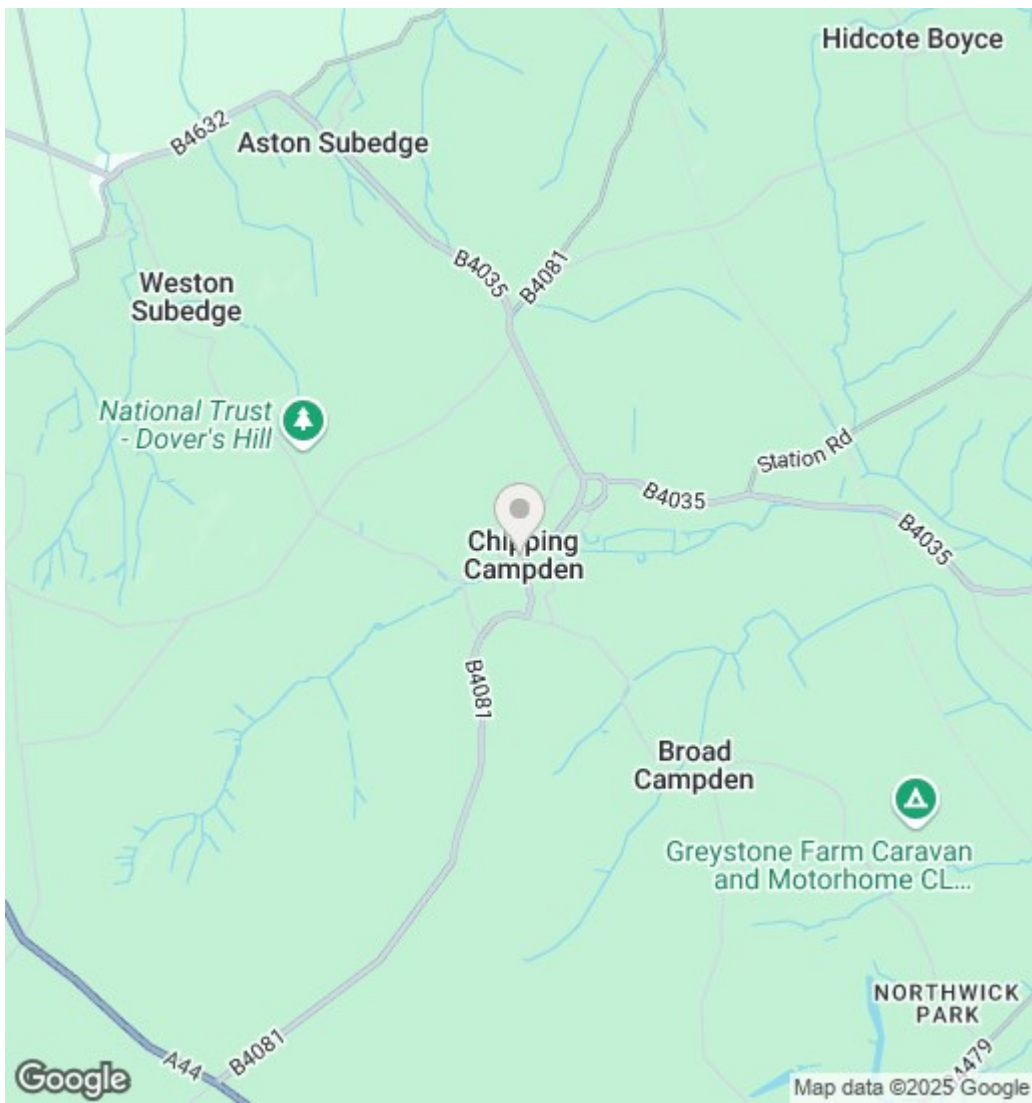 Hidcote Boyce
B4632
Aston Subedge
B4035
B4081
Weston
Subedge
National Trust
- Dover's Hill
Station Rd
B4035
B4035
Chipping
Campden
B4081
Broad
Campden
Greystone Farm Caravan
and Motorhome CL...
NORTHWICK
PARK
B4081
A44
Google
Map data ©2025 Google